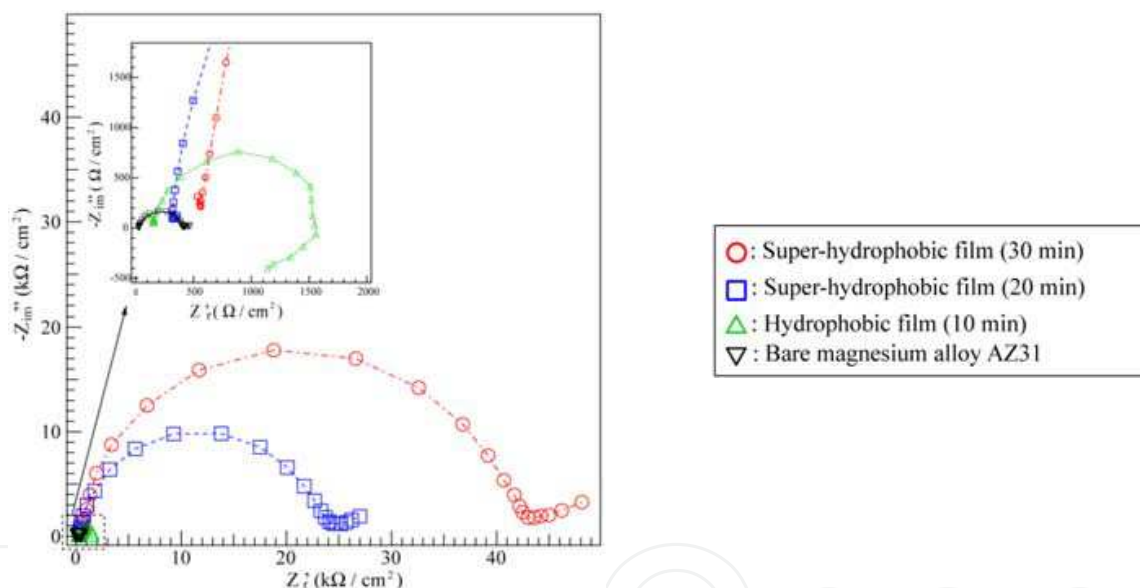 -Z_im'' (kΩ / cm²)
40
30
20
10
0
0
10
20
30
40
50
Z_r' (kΩ / cm²)
-Z_im'' (Ω / cm²)
1500
1000
500
0
-500
0
500
1000
1500
2000
Z_r' (Ω / cm²)
: Super-hydrophobic film (30 min)
: Super-hydrophobic film (20 min)
: Hydrophobic film (10 min)
: Bare magnesium alloy AZ31